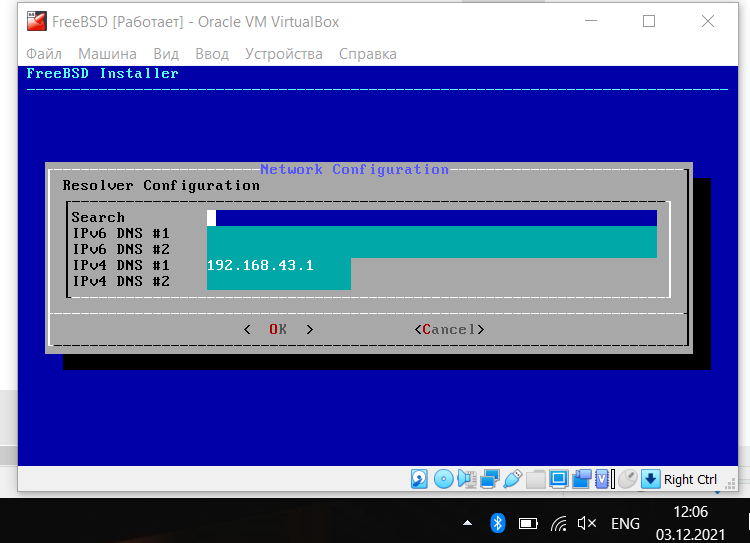 FreeBSD [Работает] - Oracle VM VirtualBox
Файл Машина Вид Ввод Устройства Справка
FreeBSD Installer
Network Configuration
Resolver Configuration
Search
IPv6 DNS #1
IPv6 DNS #2
IPv4 DNS #1 192.168.43.1
IPv4 DNS #2
< OK > <Cancel>
Right Ctrl
ENG
12:06
03.12.2021